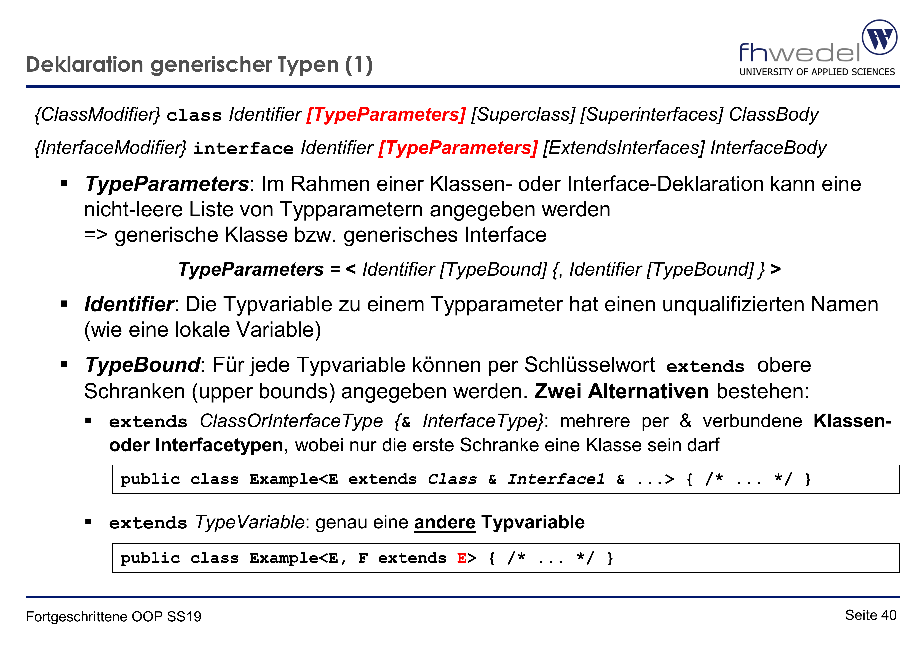 Deklaration generischer Typen (1)
fhwedel
W
UNIVERSITY OF APPLIED SCIENCES
{ClassModifier} class Identifier [TypeParameters] [Superclass] [Superinterfaces] ClassBody
{InterfaceModifier} interface Identifier [TypeParameters] [ExtendsInterfaces] InterfaceBody
▪ TypeParameters: Im Rahmen einer Klassen- oder Interface-Deklaration kann eine
nicht-leere Liste von Typparametern angegeben werden
=> generische Klasse bzw. generisches Interface
TypeParameters = < Identifier [TypeBound] {, Identifier [TypeBound] } >
▪ Identifier: Die Typvariable zu einem Typparameter hat einen unqualifizierten Namen
(wie eine lokale Variable)
▪ TypeBound: Für jede Typvariable können per Schlüsselwort extends obere
Schranken (upper bounds) angegeben werden. Zwei Alternativen bestehen:
▪ extends ClassOrInterfaceType {& InterfaceType}: mehrere per & verbundene Klassen-
oder Interfacetypen, wobei nur die erste Schranke eine Klasse sein darf
public class Example<E extends Class & Interface1 & ...> { /* ... */ }
▪ extends TypeVariable: genau eine andere Typvariable
public class Example<E, F extends E> { /* ... */ }
Fortgeschrittene OOP SS19
Seite 40